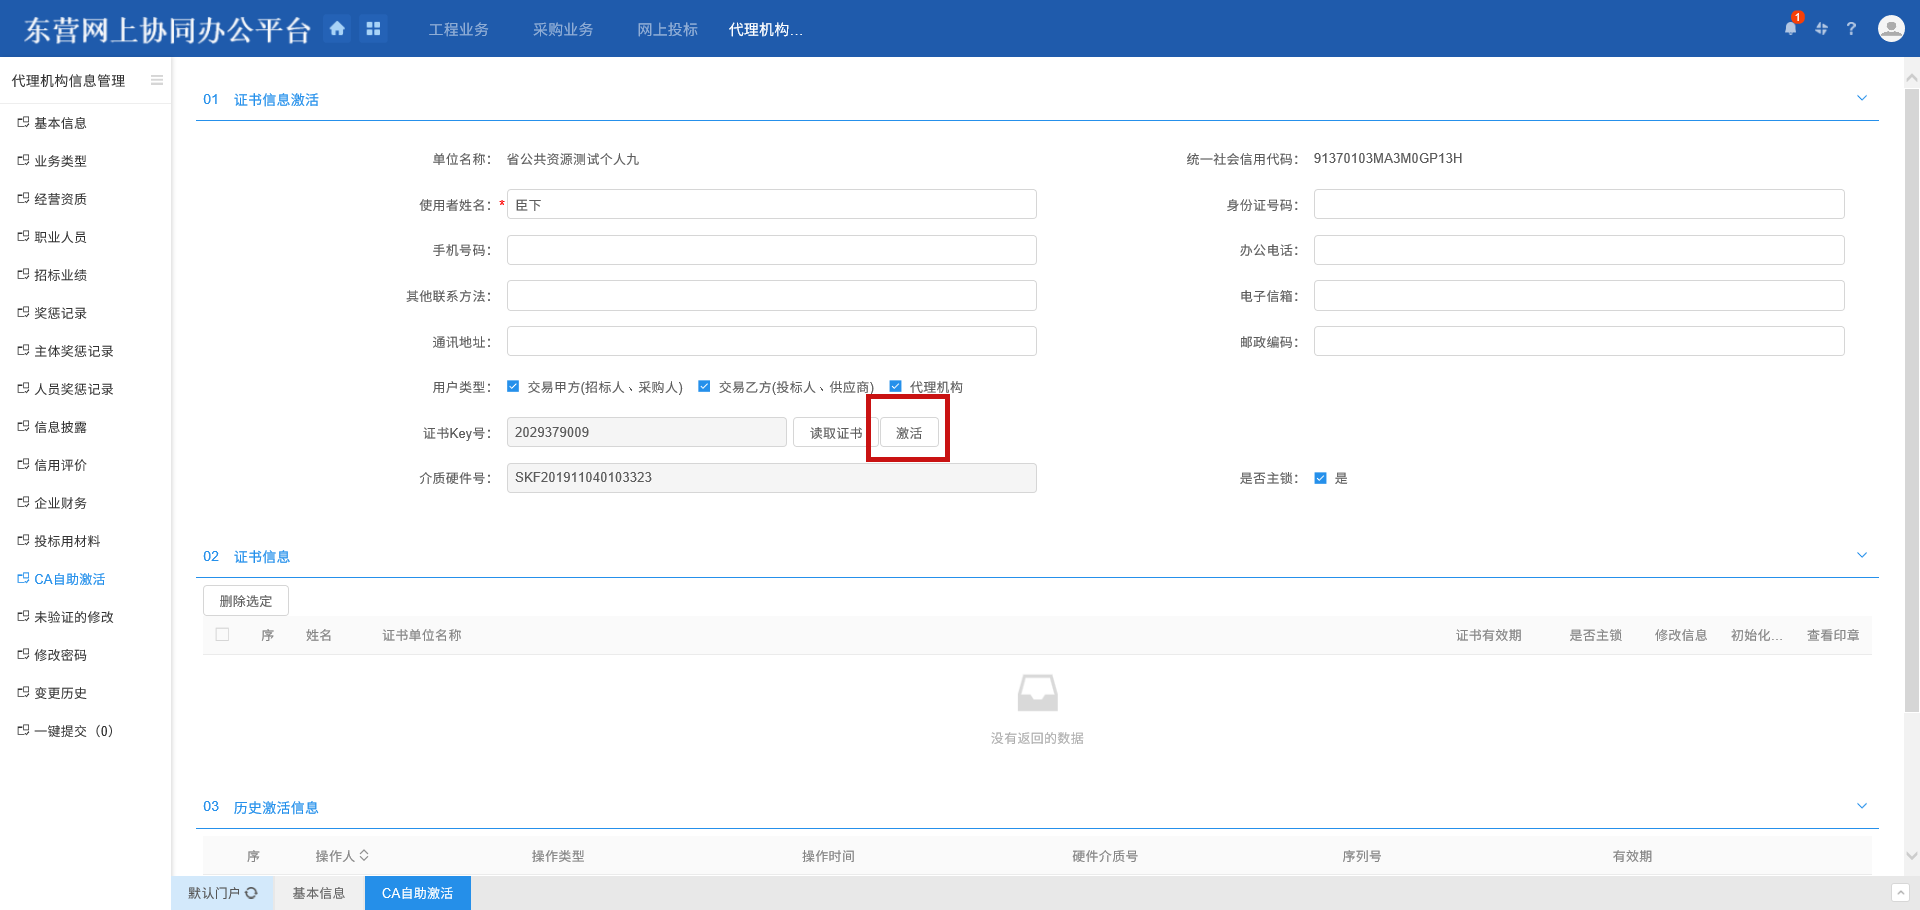 东营网上协同办公平台 工程业务 采购业务 网上投标 代理机构... 1 ?
代理机构信息管理
基本信息
业务类型
经营资质
职业人员
招标业绩
奖惩记录
主体奖惩记录
人员奖惩记录
信息披露
信用评价
企业财务
投标用材料
CA自助激活
未验证的修改
修改密码
变更历史
一键提交（0）
01 证书信息激活
单位名称： 省公共资源测试个人九 统一社会信用代码： 91370103MA3M0GP13H
使用者姓名：* 臣下 身份证号码：
手机号码： 办公电话：
其他联系方法： 电子信箱：
通讯地址： 邮政编码：
用户类型： 交易甲方(招标人、采购人) 交易乙方(投标人、供应商) 代理机构
证书Key号： 2029379009 读取证书 激活
介质硬件号： SKF201911040103323 是否主锁： 是
02 证书信息
删除选定
序 姓名 证书单位名称 证书有效期 是否主锁 修改信息 初始化... 查看印章
没有返回的数据
03 历史激活信息
序 操作人 操作类型 操作时间 硬件介质号 序列号 有效期
默认门户 基本信息 CA自助激活